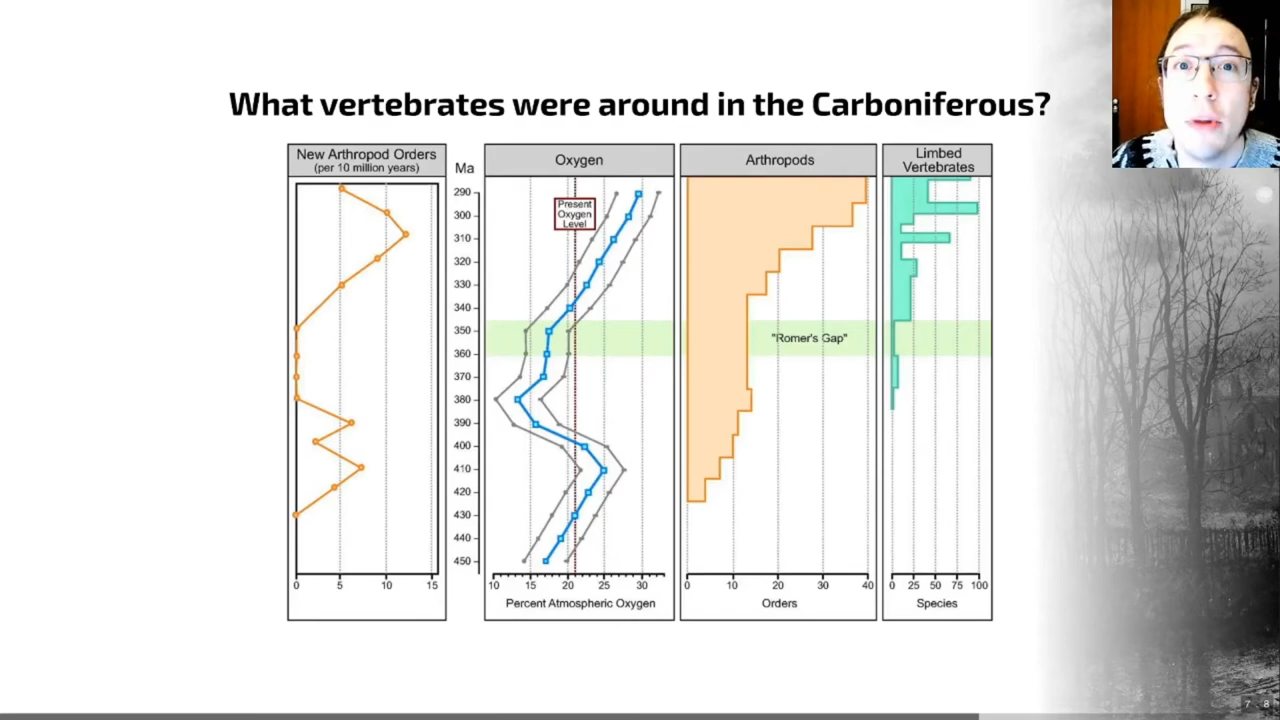 What vertebrates were around in the Carboniferous?
New Arthropod Orders
(per 10 million years)
Ma
Oxygen
Arthropods
Limbed
Vertebrates
Present
Oxygen
Level
290
300
310
320
330
340
350
360
370
380
390
400
410
420
430
440
450
"Romer's Gap"
0 5 10 15
10 15 20 25 30
0 10 20 30 40
0 25 50 75 100
Percent Atmospheric Oxygen
Orders
Species
7 8